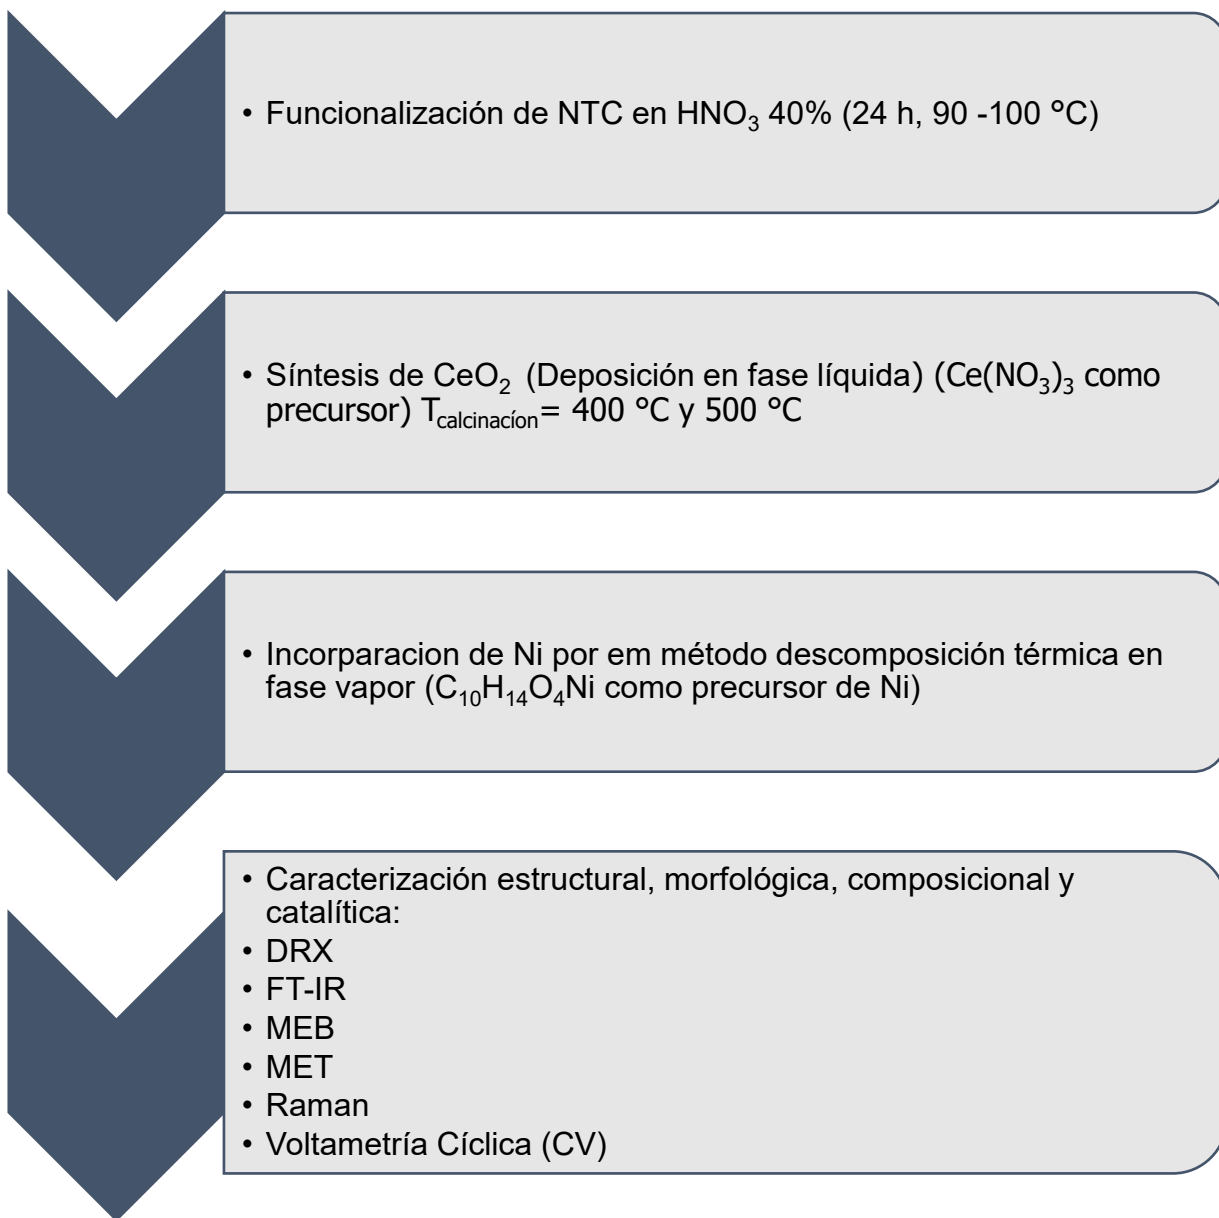 • Funcionalización de NTC en HNO₃ 40% (24 h, 90 -100 °C)
• Síntesis de CeO₂ (Deposición en fase líquida) (Ce(NO₃)₃ como
precursor) T_calcinacíon= 400 °C y 500 °C
• Incorparacion de Ni por em método descomposición térmica en
fase vapor (C₁₀H₁₄O₄Ni como precursor de Ni)
• Caracterización estructural, morfológica, composicional y
catalítica:
• DRX
• FT-IR
• MEB
• MET
• Raman
• Voltametría Cíclica (CV)